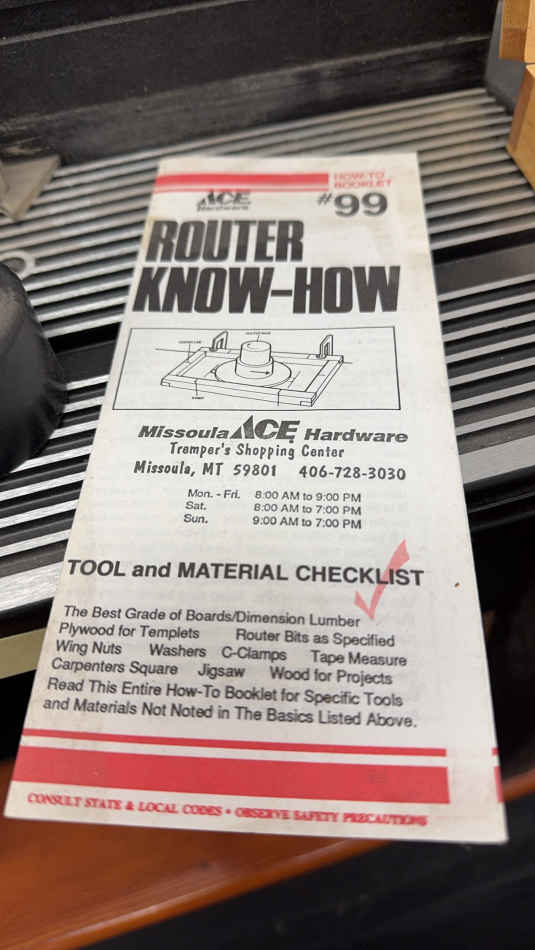 HOW-TO
BOOKLET
ACE
Hardware
#99
ROUTER
KNOW-HOW
Missoula ACE Hardware
Tremper's Shopping Center
Missoula, MT 59801 406-728-3030
Mon. - Fri. 8:00 AM to 9:00 PM
Sat. 8:00 AM to 7:00 PM
Sun. 9:00 AM to 7:00 PM
TOOL and MATERIAL CHECKLIST
The Best Grade of Boards/Dimension Lumber
Plywood for Templets Router Bits as Specified
Wing Nuts Washers C-Clamps Tape Measure
Carpenters Square Jigsaw Wood for Projects
Read This Entire How-To Booklet for Specific Tools
and Materials Not Noted in The Basics Listed Above.
CONSULT STATE & LOCAL CODES • OBSERVE SAFETY PRECAUTIONS